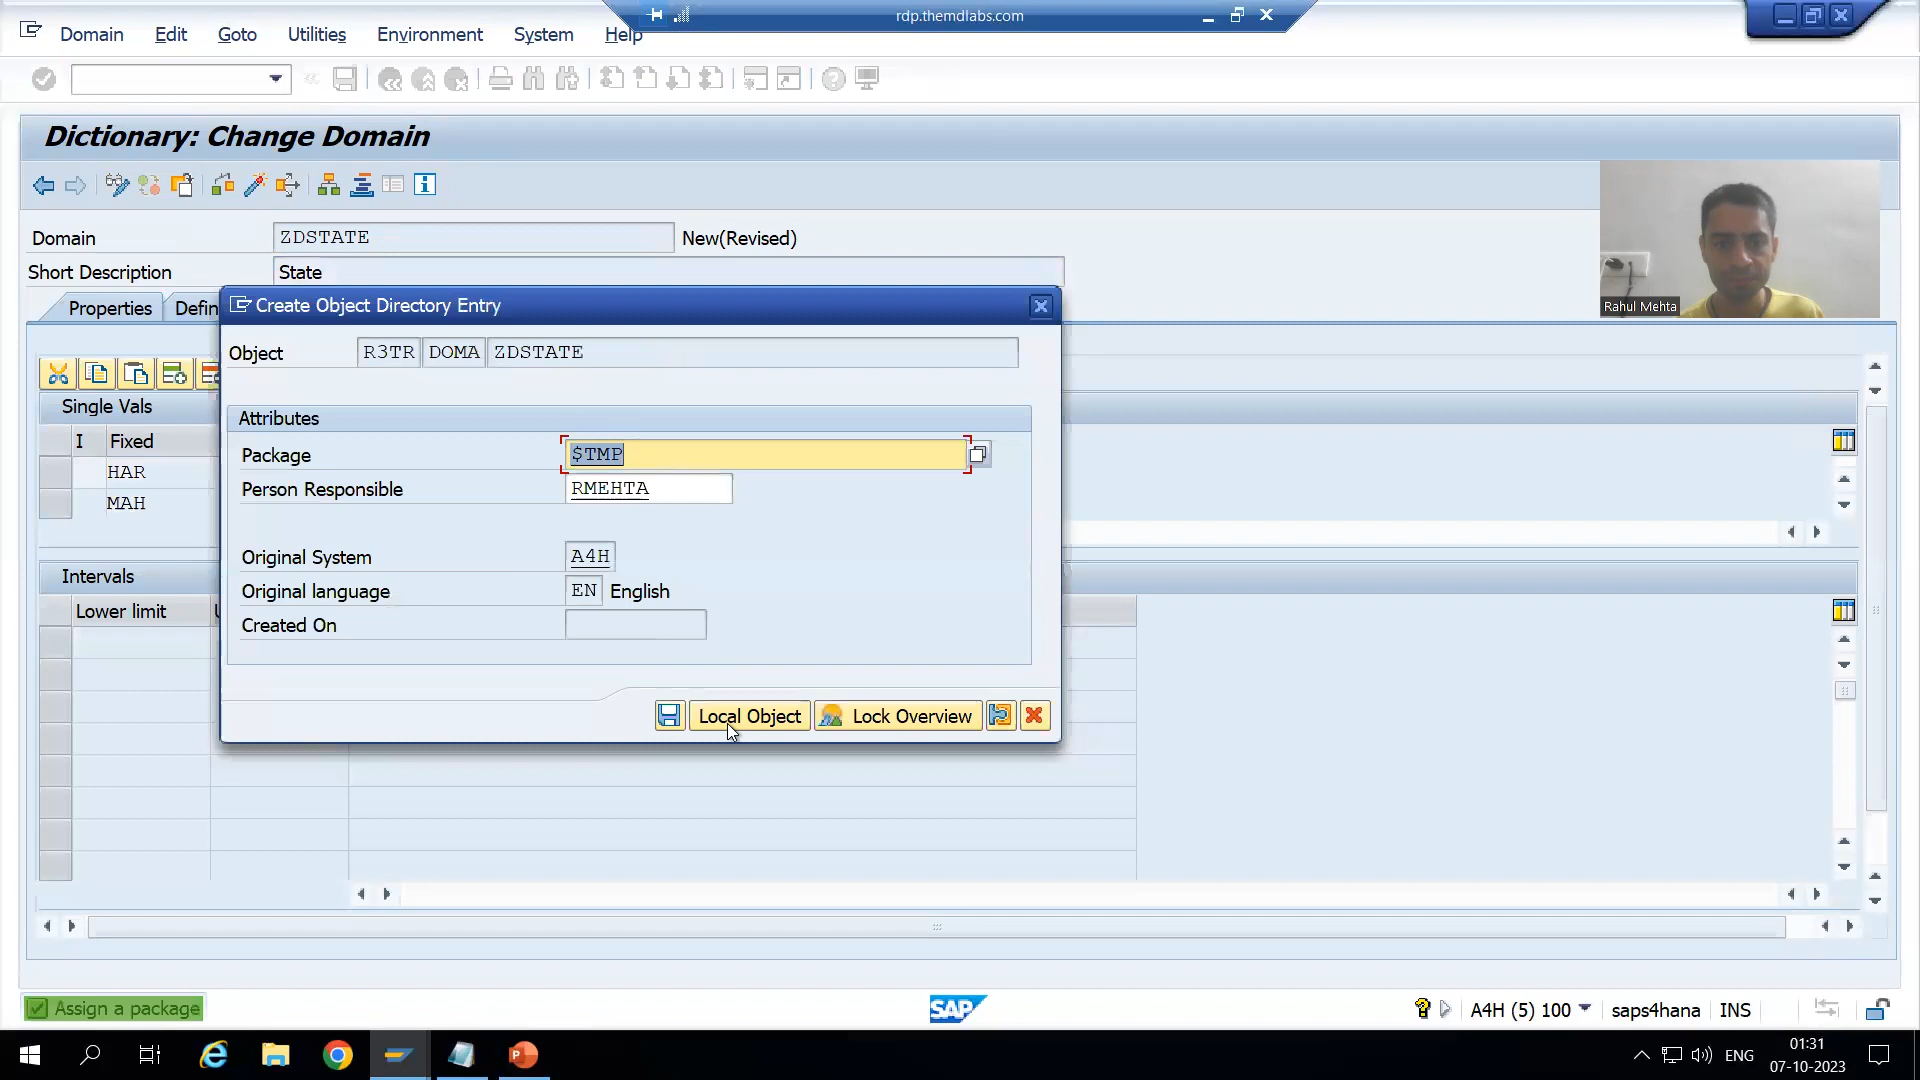 rdp.themdlabs.com
Domain Edit Goto Utilities Environment System Help
Dictionary: Change Domain
Domain ZDSTATE New(Revised)
Short Description State
Properties Defin
Rahul Mehta
Create Object Directory Entry
Object R3TR DOMA ZDSTATE
Attributes
Package $TMP
Person Responsible RMEHTA
Original System A4H
Original language EN English
Created On
Local Object Lock Overview
Single Vals
I Fixed
HAR
MAH
Intervals
Lower limit U
Assign a package
SAP
A4H (5) 100 saps4hana INS
ENG
01:31
07-10-2023